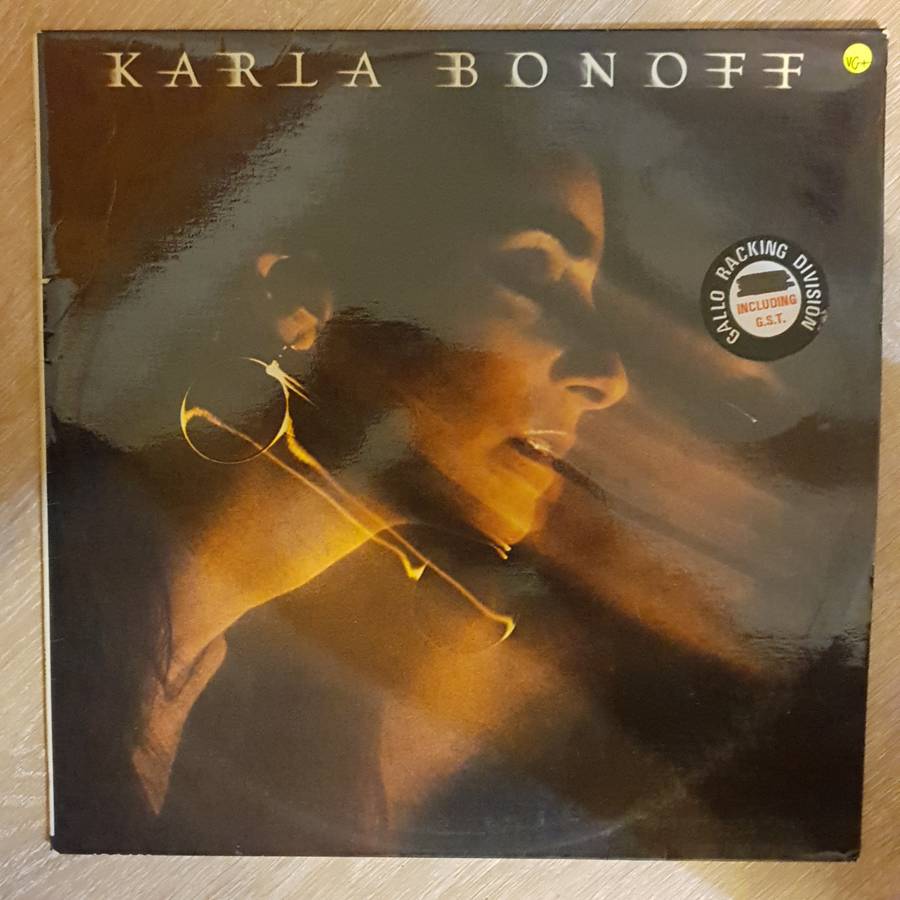 KARLA BONOFF
VG+
GALLO RACKING DIVISION
INCLUDING
G.S.T.